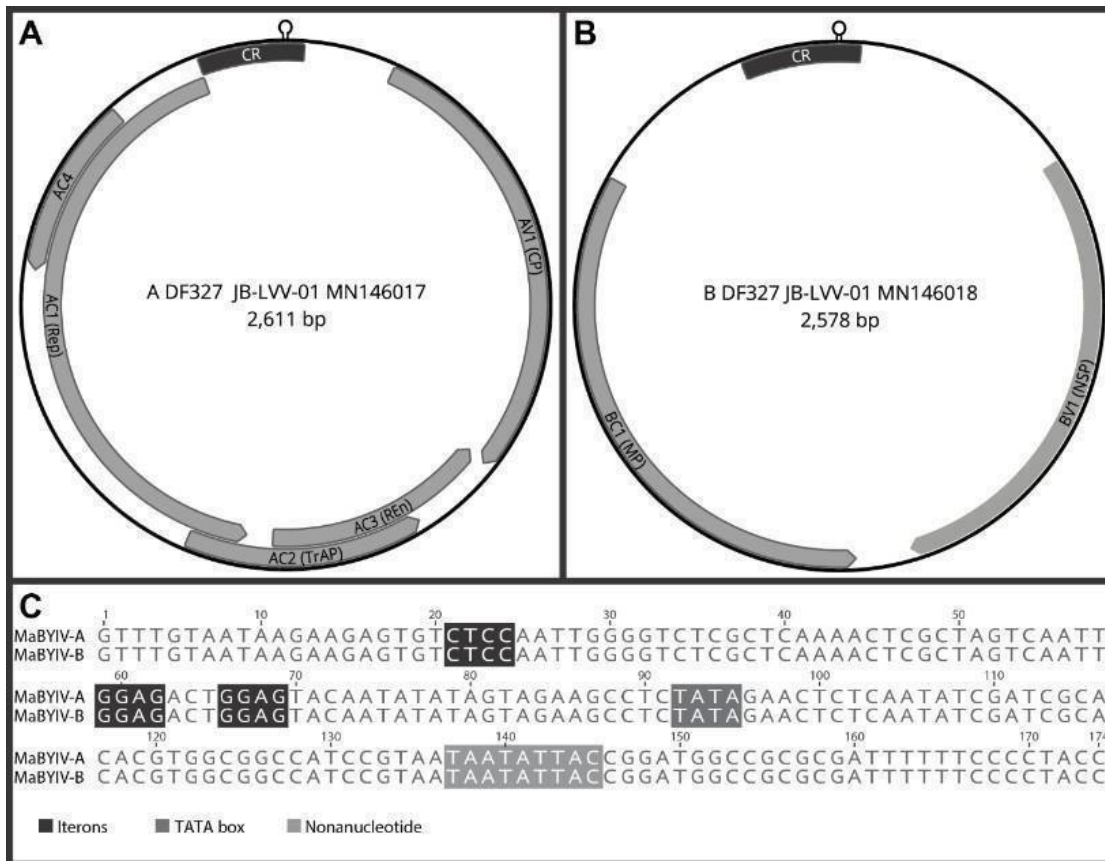 A
CR
AC4
AV1 (CP)
AC1 (Rep)
A DF327 JB-LVV-01 MN146017
2,611 bp
AC3 (REn)
AC2 (TrAP)
B
CR
B DF327 JB-LVV-01 MN146018
2,578 bp
BC1 (MP)
BV1 (NSP)
C
1 10 20 30 40 50
MaBYIV-A GTTTGTAATAAGAAGAGTGTCTCCAATTGGGGTCTCGCTCAAAACTCGCTAGTCAATT
MaBYIV-B GTTTGTAATAAGAAGAGTGTCTCCAATTGGGGTCTCGCTCAAAACTCGCTAGTCAATT
60 70 80 90 100 110
MaBYIV-A GGAGACTGGAGTACAATATATAGTAGAAGCCTCTATAGAACTCTCAATATCGATCGCA
MaBYIV-B GGAGACTGGAGTACAATATATAGTAGAAGCCTCTATAGAACTCTCAATATCGATCGCA
120 130 140 150 160 170 174
MaBYIV-A CACGTGGCGGCCATCCGTAATAATATTACCGGATGGCCGCGCGATTTTTTCCCCTACC
MaBYIV-B CACGTGGCGGCCATCCGTAATAATATTACCGGATGGCCGCGCGATTTTTTCCCCTACC
Iterons TATA box Nonanucleotide